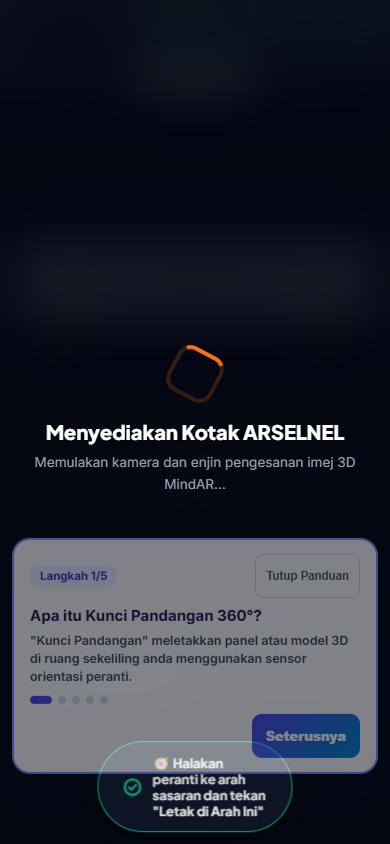 Menyediakan Kotak ARSELNEL
Memulakan kamera dan enjin pengesanan imej 3D
MindAR...
Langkah 1/5
Tutup Panduan
Apa itu Kunci Pandangan 360°?
"Kunci Pandangan" meletakkan panel atau model 3D
di ruang sekeliling anda menggunakan sensor
orientasi peranti.
Seterusnya
🧭 Halakan
peranti ke arah
sasaran dan tekan
"Letak di Arah Ini"